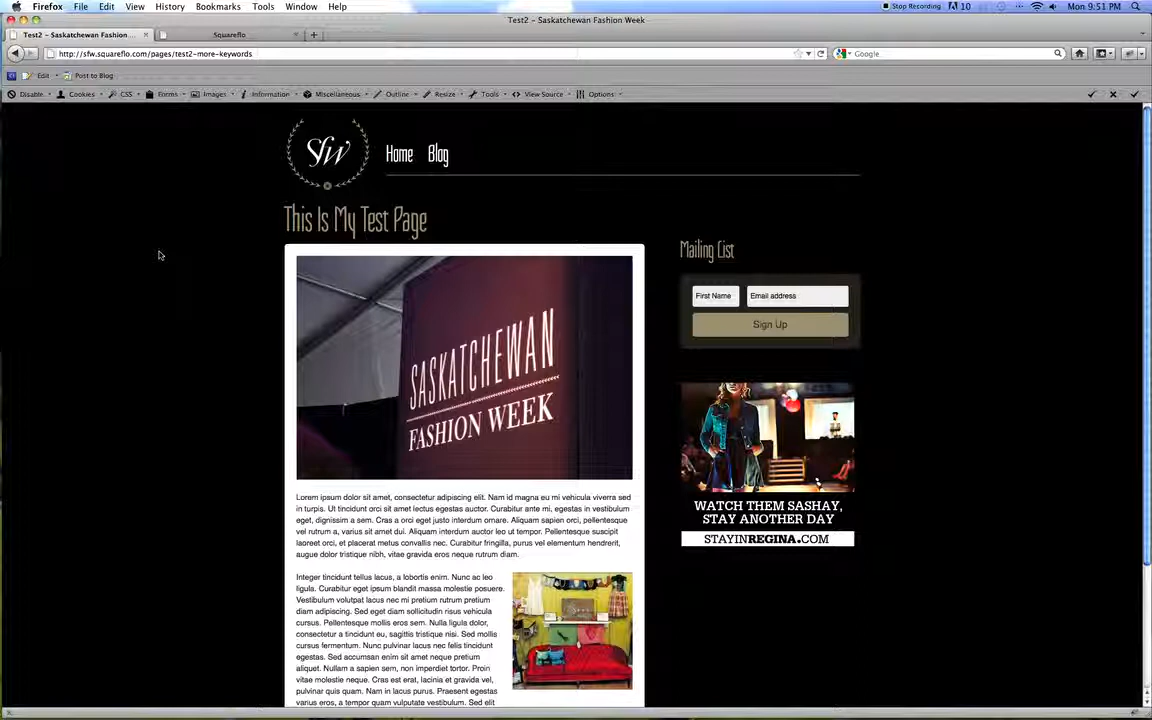 Firefox File Edit View History Bookmarks Tools Window Help
Stop Recording 10 Mon 9:51 PM
Test2 – Saskatchewan Fashion Week
Test2 – Saskatchewan Fashion... Squareflo
http://sfw.squareflo.com/pages/test2-more-keywords
Google
Edit Post to Blog
Disable Cookies CSS Forms Images Information Miscellaneous Outline Resize Tools View Source Options
Sfw
Home Blog
This Is My Test Page
Mailing List
First Name Email address
Sign Up
SASKATCHEWAN
FASHION WEEK
WATCH THEM SASHAY,
STAY ANOTHER DAY
STAYINREGINA.COM
Lorem ipsum dolor sit amet, consectetur adipiscing elit. Nam id magna eu mi vehicula viverra sed
in turpis. Ut tincidunt orci sit amet lectus egestas auctor. Curabitur ante mi, egestas in vestibulum
eget, dignissim a sem. Cras a orci eget justo interdum ornare. Aliquam sapien orci, pellentesque
vel rutrum a, varius sit amet dui. Aliquam interdum auctor leo ut tempor. Pellentesque suscipit
laoreet orci, et placerat metus convallis nec. Curabitur fringilla, purus vel elementum hendrerit,
augue dolor tristique nibh, vitae gravida eros neque rutrum diam.
Integer tincidunt tellus lacus, a lobortis enim. Nunc ac leo
ligula. Curabitur eget ipsum blandit massa molestie posuere.
Vestibulum volutpat lacus nec mi pretium rutrum pretium
diam adipiscing. Sed eget diam sollicitudin risus vehicula
cursus. Pellentesque mollis eros sem. Nulla ligula dolor,
consectetur a tincidunt eu, sagittis tristique nisi. Sed mollis
cursus fermentum. Nunc pulvinar lacus nec felis tincidunt
egestas. Sed accumsan enim sit amet neque pretium
aliquet. Nullam a sapien sem, non imperdiet tortor. Proin
vitae molestie neque. Cras est erat, lacinia et gravida vel,
pulvinar quis quam. Nam in lacus purus. Praesent egestas
varius eros, a tempor quam vulputate vestibulum. Sed elit